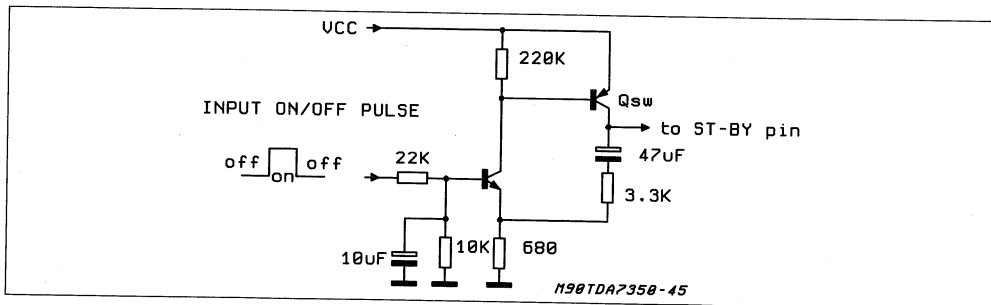 VCC
220K
Qsw
INPUT ON/OFF PULSE
to ST-BY pin
47uF
off on off
22K
3.3K
10uF
10K
680
M90TDA7350-45